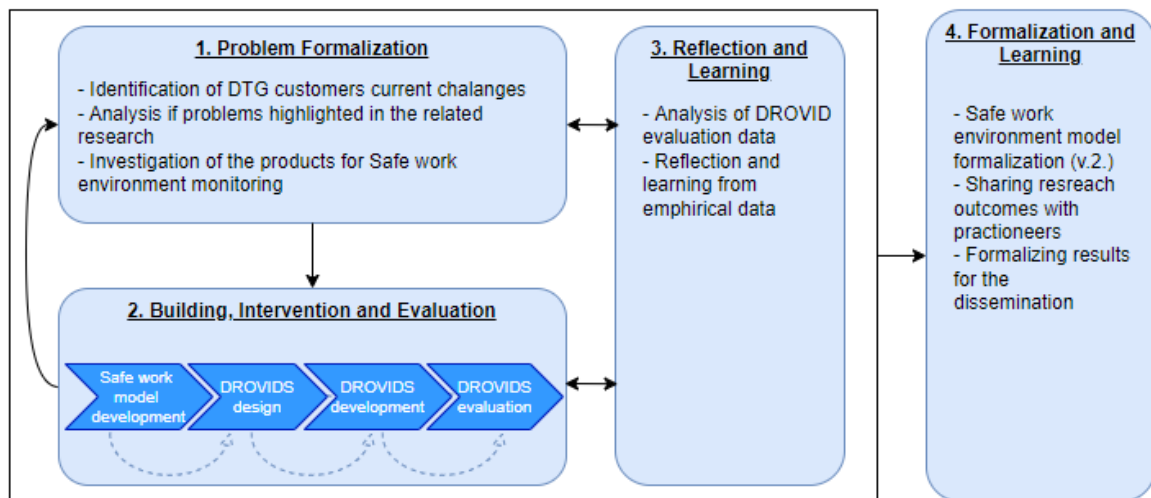 1. Problem Formalization
- Identification of DTG customers current chalanges
- Analysis if problems highlighted in the related
research
- Investigation of the products for Safe work
environment monitoring
2. Building, Intervention and Evaluation
Safe work
model
development
DROVIDS
design
DROVIDS
development
DROVIDS
evaluation
3. Reflection and
Learning
- Analysis of DROVID
evaluation data
- Reflection and
learning from
emphirical data
4. Formalization and
Learning
- Safe work
environment model
formalization (v.2.)
- Sharing resreach
outcomes with
practioneers
- Formalizing results
for the
dissemination